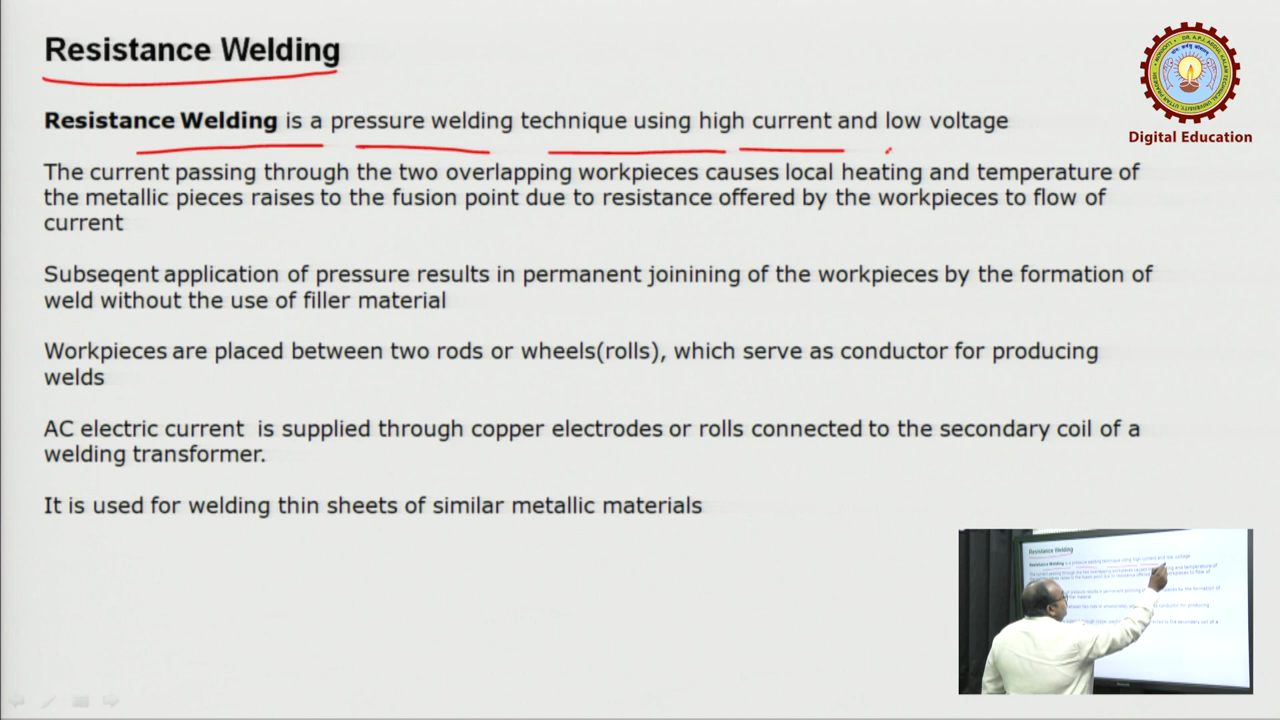 Resistance Welding
Resistance Welding is a pressure welding technique using high current and low voltage
The current passing through the two overlapping workpieces causes local heating and temperature of
the metallic pieces raises to the fusion point due to resistance offered by the workpieces to flow of
current
Subseqent application of pressure results in permanent joinining of the workpieces by the formation of
weld without the use of filler material
Workpieces are placed between two rods or wheels(rolls), which serve as conductor for producing
welds
AC electric current is supplied through copper electrodes or rolls connected to the secondary coil of a
welding transformer.
It is used for welding thin sheets of similar metallic materials
Digital Education